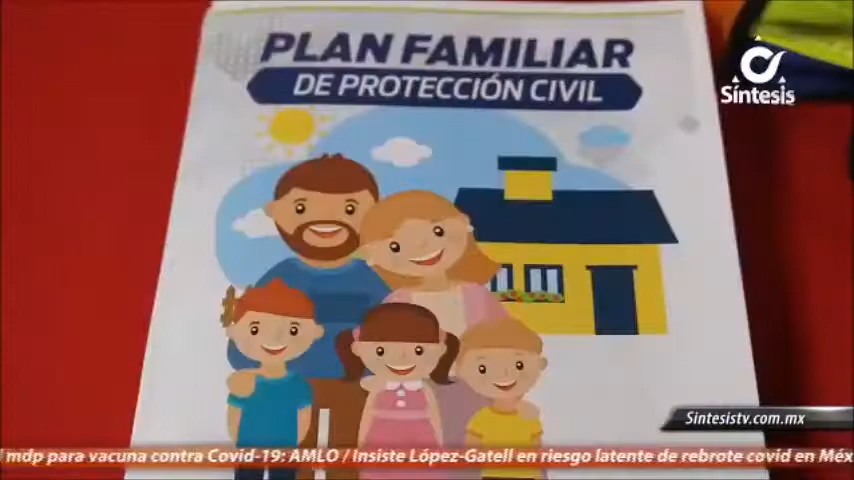 PLAN FAMILIAR
DE PROTECCIÓN CIVIL
Síntesis
Sintesistv.com.mx
mdp para vacuna contra Covid-19: AMLO / Insiste López-Gatell en riesgo latente de rebrote covid en Méx